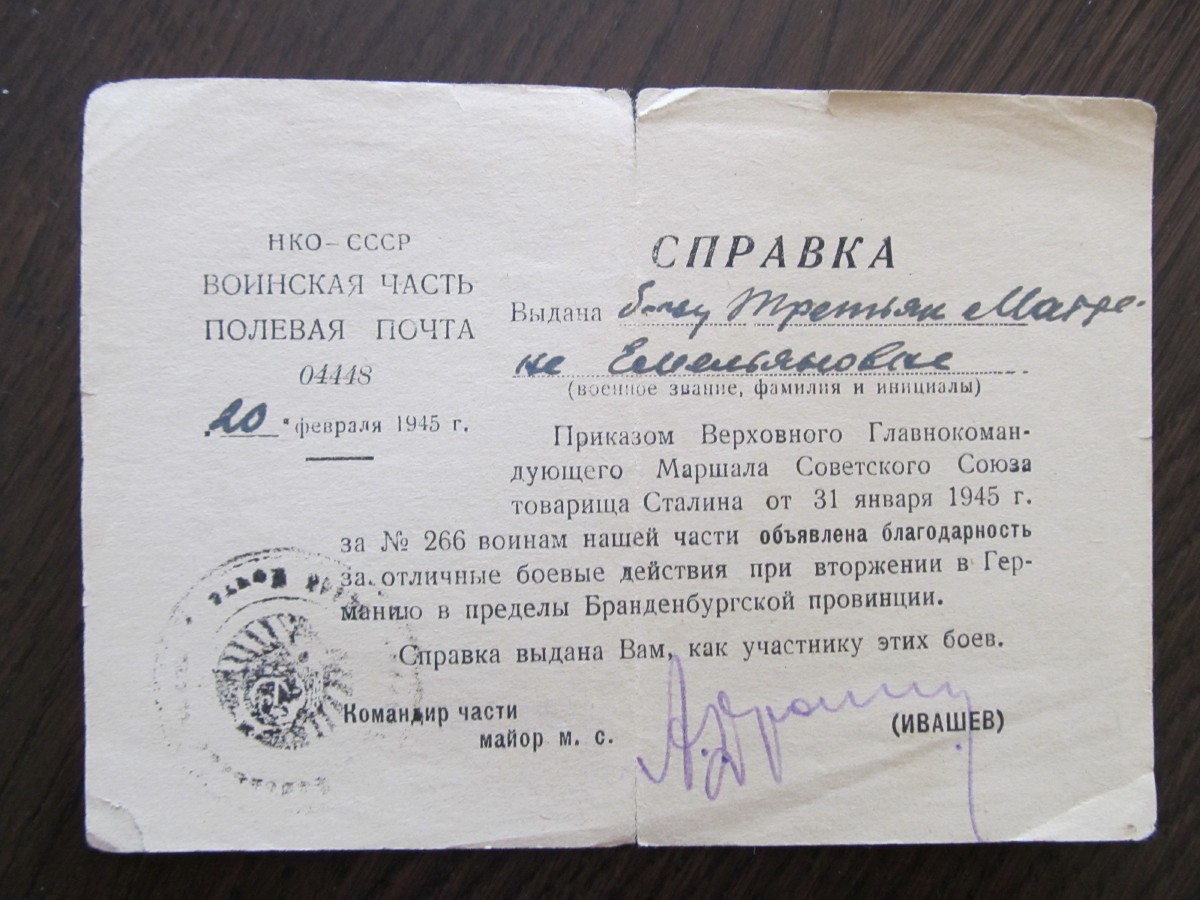 НКО–СССР
ВОИНСКАЯ ЧАСТЬ
ПОЛЕВАЯ ПОЧТА
04448
20 февраля 1945 г.
СПРАВКА
Выдана Третьяк Матре-
не Емельяновне
(военное звание, фамилия и инициалы)
Приказом Верховного Главнокоман-
дующего Маршала Советского Союза
товарища Сталина от 31 января 1945 г.
за № 266 воинам нашей части объявлена благодарность
за отличные боевые действия при вторжении в Гер-
манию в пределы Бранденбургской провинции.
Справка выдана Вам, как участнику этих боев.
Командир части
майор м. с.
(ИВАШЕВ)